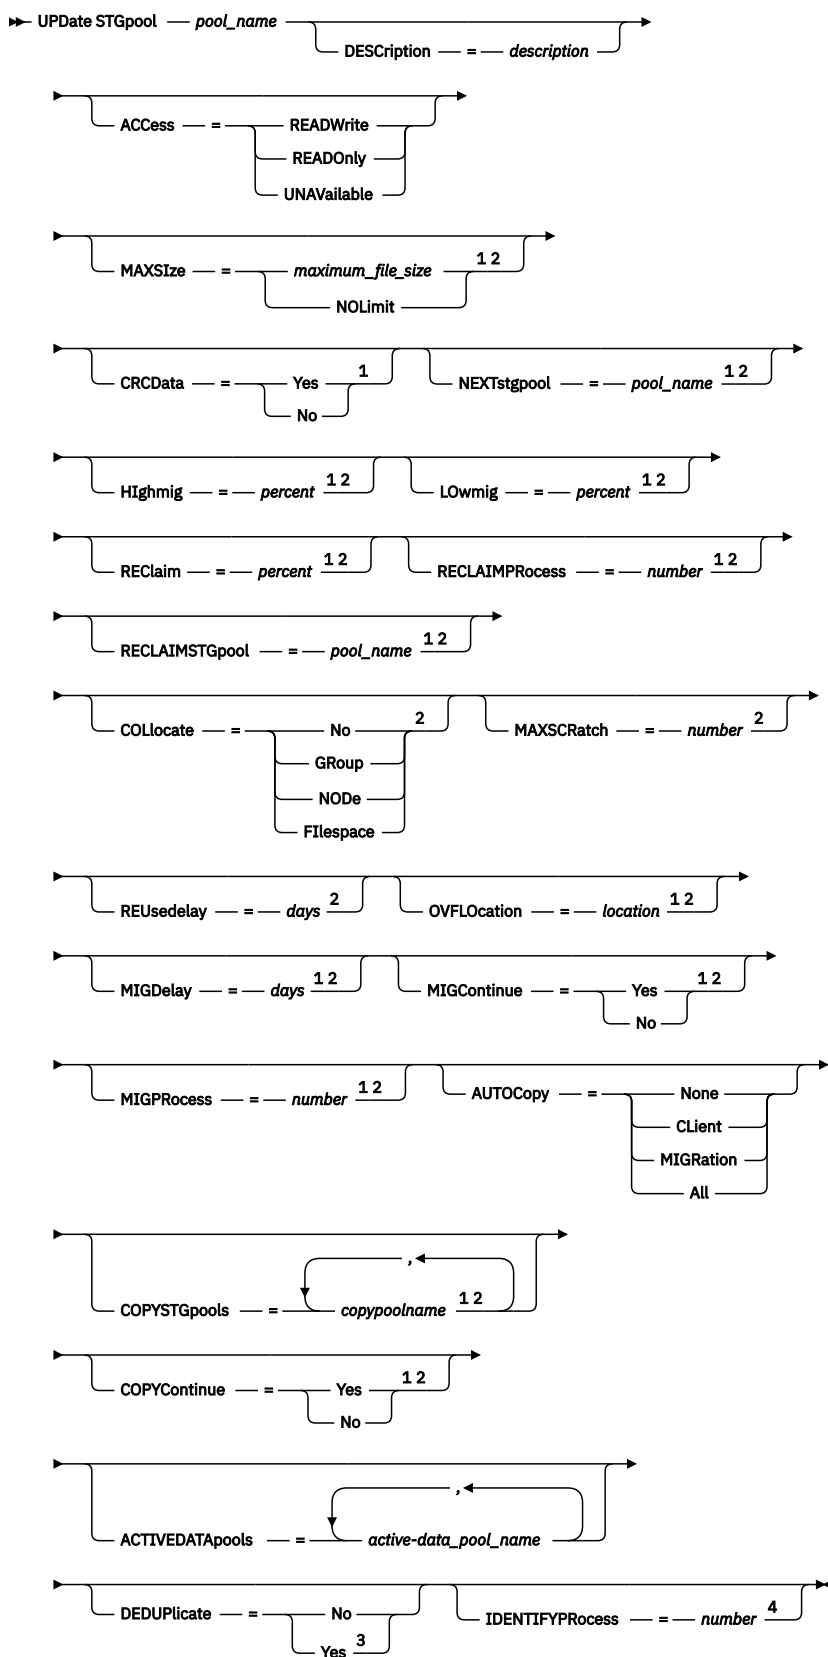 UPDate STGpool pool_name
DESCription = description
ACCess = READWrite
READOnly
UNAVailable
MAXSIze = maximum_file_size 1 2
NOLimit
CRCData = Yes 1 NEXTstgpool = pool_name 1 2
No
HIghmig = percent 1 2 LOwmig = percent 1 2
REClaim = percent 1 2 RECLAIMPRocess = number 1 2
RECLAIMSTGpool = pool_name 1 2
COLlocate = No 2 MAXSCRatch = number 2
GRoup
NODe
FIlespace
REUsedelay = days 2 OVFLOcation = location 1 2
MIGDelay = days 1 2 MIGContinue = Yes 1 2
No
MIGPRocess = number 1 2 AUTOCopy = None
CLient
MIGRation
All
,
COPYSTGpools = copypoolname 1 2
COPYContinue = Yes 1 2
No
,
ACTIVEDATApools = active-data_pool_name
DEDUPlicate = No IDENTIFYPRocess = number 4
Yes 3